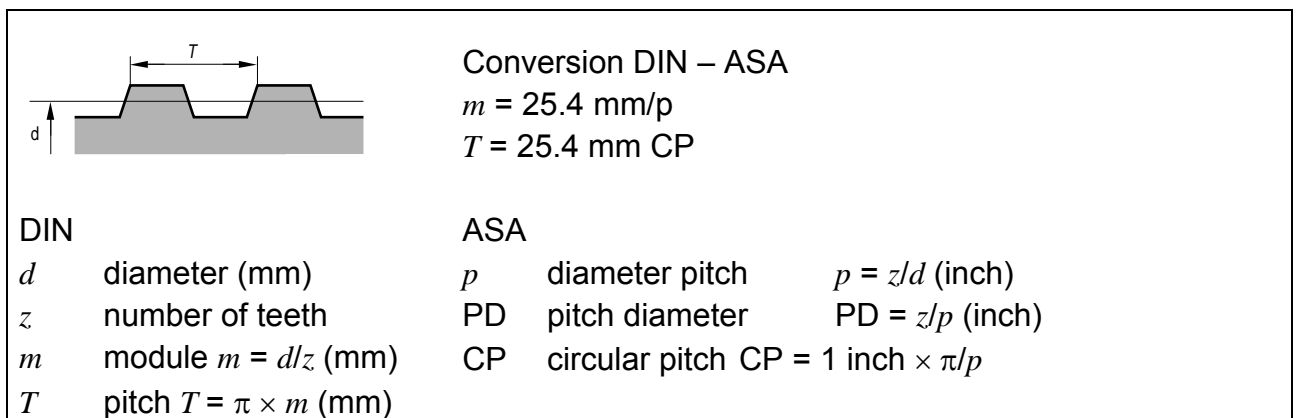 T
d
Conversion DIN – ASA
m = 25.4 mm/p
T = 25.4 mm CP
DIN
d diameter (mm)
z number of teeth
m module m = d/z (mm)
T pitch T = π × m (mm)
ASA
p diameter pitch p = z/d (inch)
PD pitch diameter PD = z/p (inch)
CP circular pitch CP = 1 inch × π/p